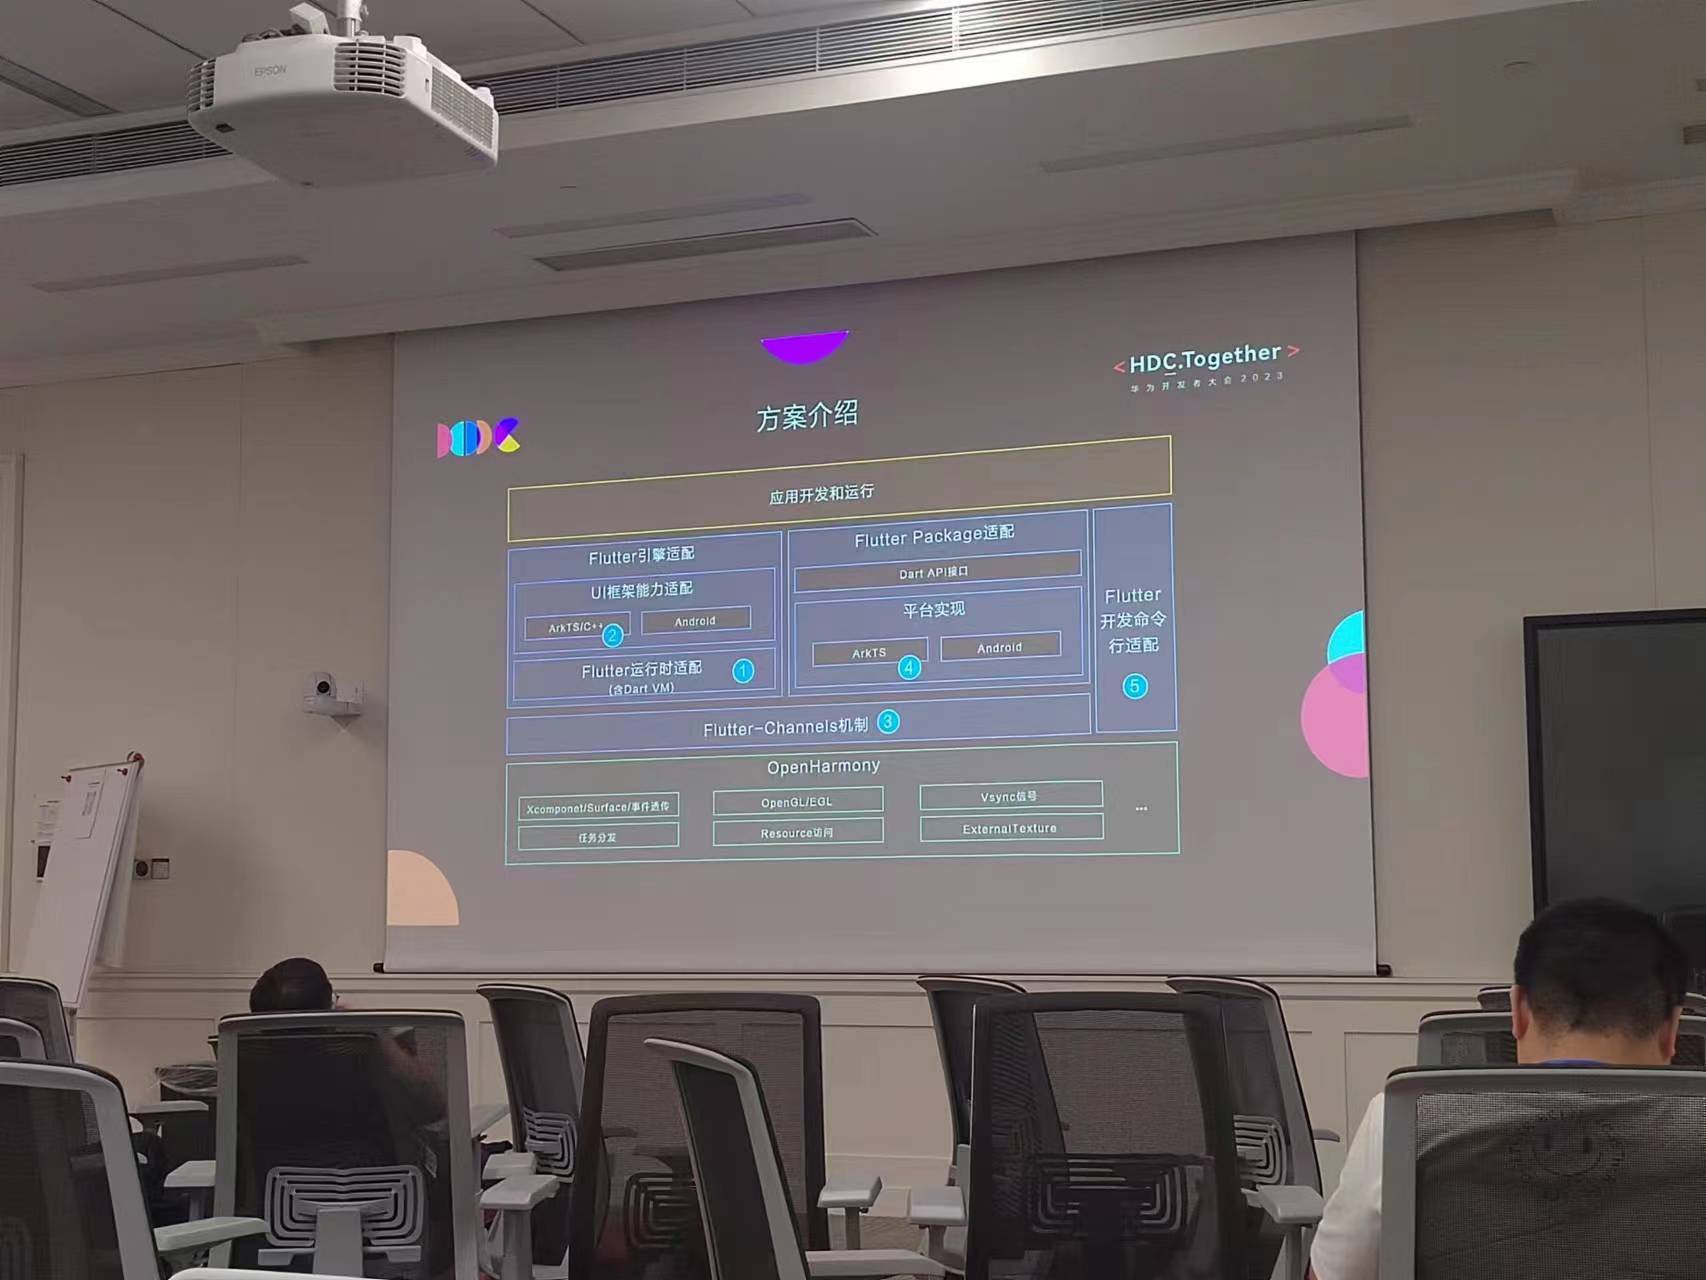 EPSON
<HDC.Together>
华为开发者大会2023
方案介绍
应用开发和运行
Flutter引擎适配
UI框架能力适配
ArkTS/C++
2
Android
Flutter运行时适配
(含Dart VM)
1
Flutter Package适配
Dart API接口
平台实现
ArkTS
4
Android
Flutter
开发命令
行适配
5
Flutter-Channels机制
3
OpenHarmony
Xcomponet/Surface/事件透传
OpenGL/EGL
Vsync信号
...
任务分发
Resource访问
ExternalTexture